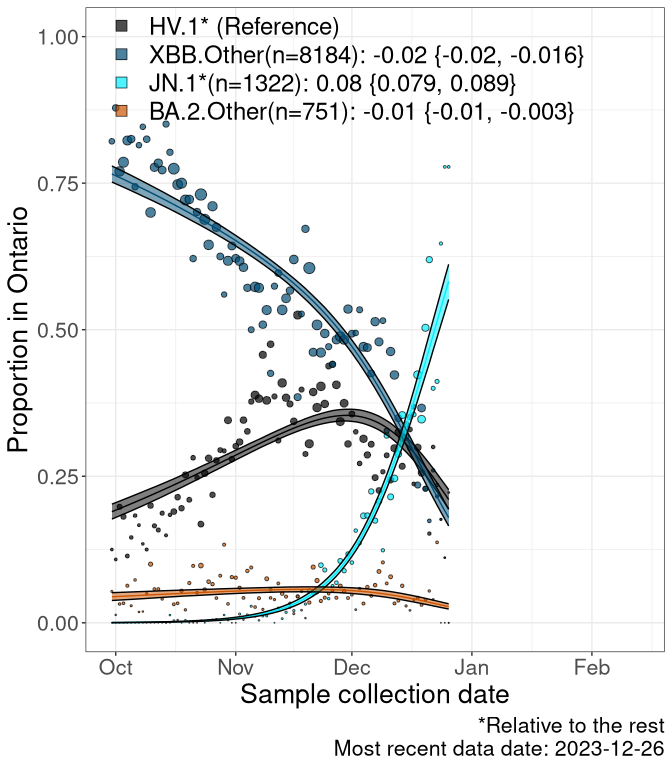 HV.1* (Reference)
XBB.Other(n=8184): -0.02 {-0.02, -0.016}
JN.1*(n=1322): 0.08 {0.079, 0.089}
BA.2.Other(n=751): -0.01 {-0.01, -0.003}
1.00
0.75
0.50
0.25
0.00
Proportion in Ontario
Oct Nov Dec Jan Feb
Sample collection date
*Relative to the rest
Most recent data date: 2023-12-26